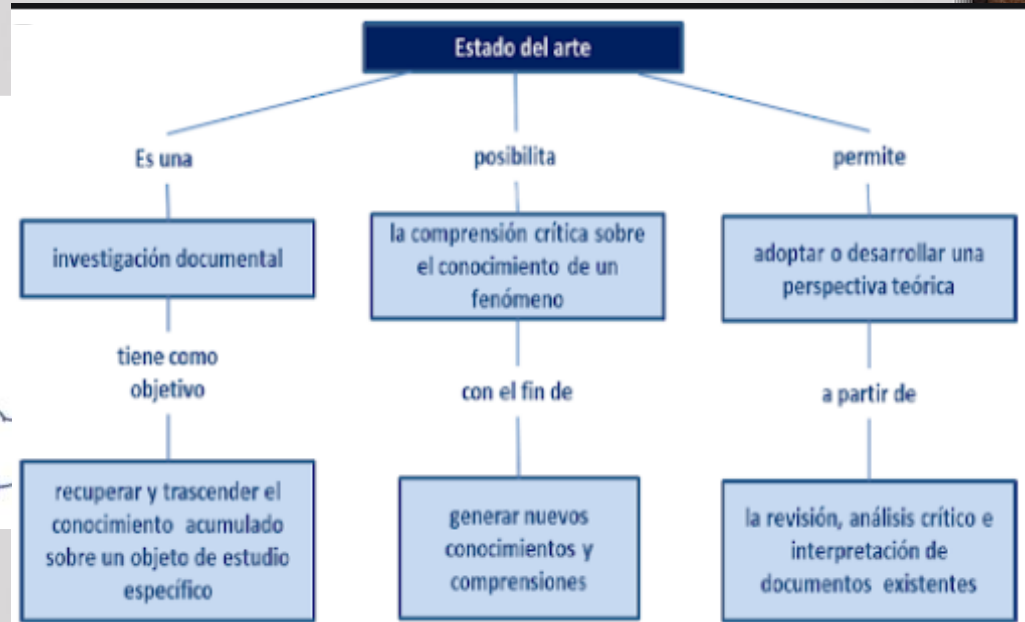 Estado del arte
Es una
investigación documental
tiene como
objetivo
recuperar y trascender el
conocimiento acumulado
sobre un objeto de estudio
específico
posibilita
la comprensión crítica sobre
el conocimiento de un
fenómeno
con el fin de
generar nuevos
conocimientos y
comprensiones
permite
adoptar o desarrollar una
perspectiva teórica
a partir de
la revisión, análisis crítico e
interpretación de
documentos existentes